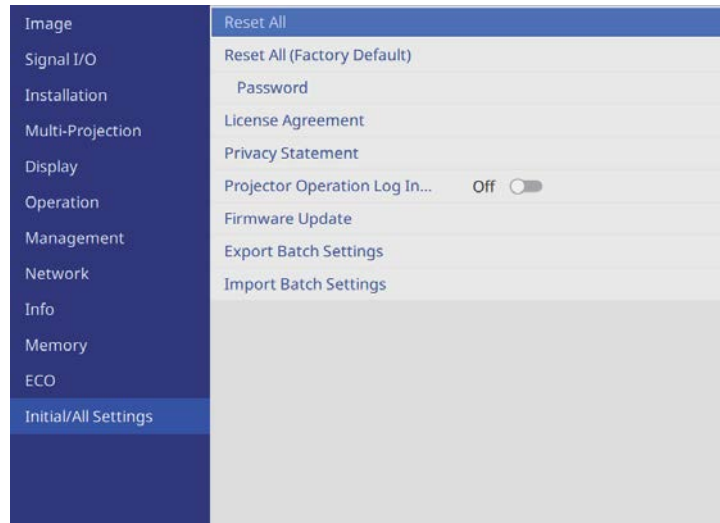 Image
Signal I/O
Installation
Multi-Projection
Display
Operation
Management
Network
Info
Memory
ECO
Initial/All Settings
Reset All
Reset All (Factory Default)
Password
License Agreement
Privacy Statement
Projector Operation Log In... Off
Firmware Update
Export Batch Settings
Import Batch Settings